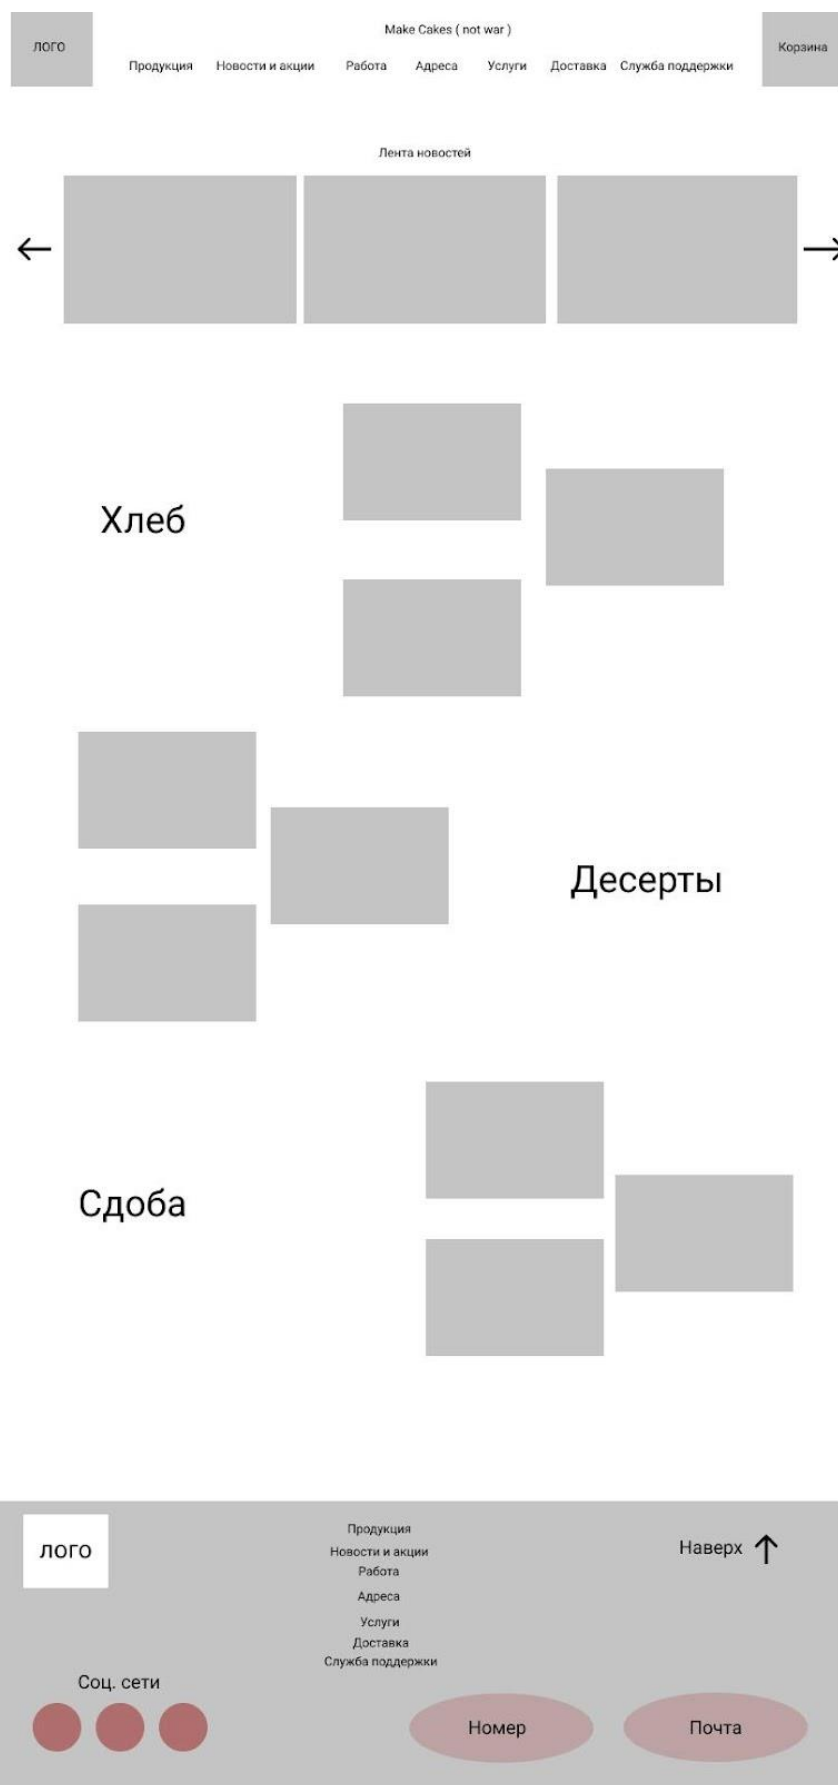 ЛОГО
Make Cakes ( not war )
Корзина
Продукция Новости и акции Работа Адреса Услуги Доставка Служба поддержки
Лента новостей
Хлеб
Десерты
Сдоба
ЛОГО
Продукция
Новости и акции
Работа
Адреса
Услуги
Доставка
Служба поддержки
Наверх
Соц. сети
Номер
Почта